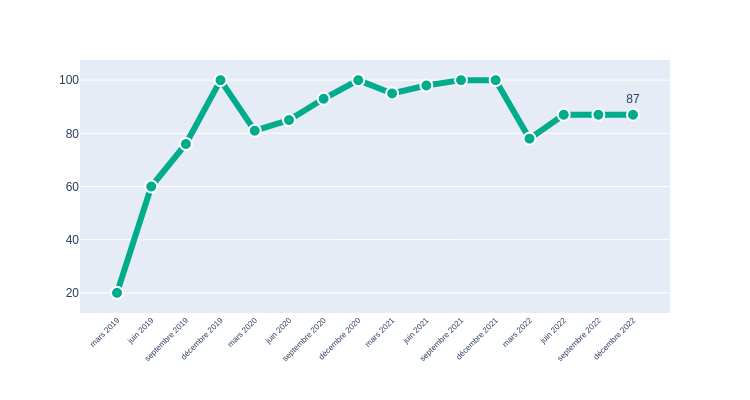 100
80
60
40
20
87
mars 2019
juin 2019
septembre 2019
décembre 2019
mars 2020
juin 2020
septembre 2020
décembre 2020
mars 2021
juin 2021
septembre 2021
décembre 2021
mars 2022
juin 2022
septembre 2022
décembre 2022